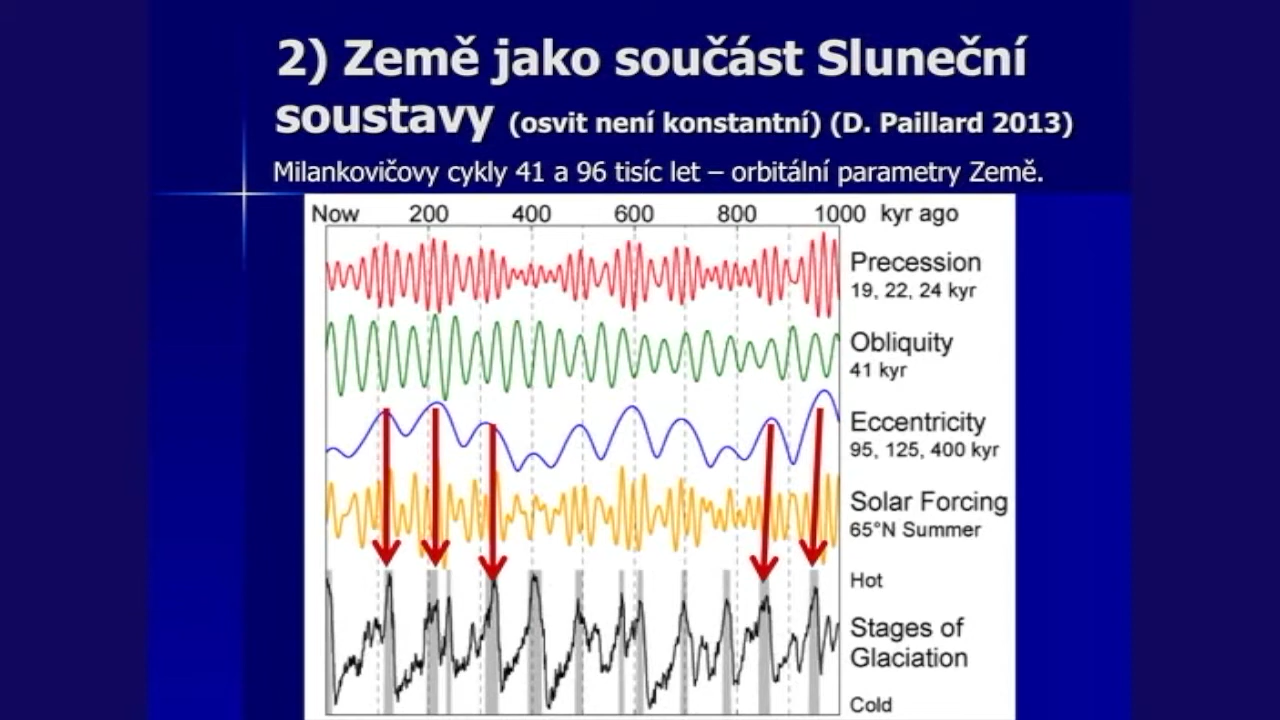 2) Země jako součást Sluneční
soustavy (osvit není konstantní) (D. Paillard 2013)
Milankovičovy cykly 41 a 96 tisíc let – orbitální parametry Země.
Now 200 400 600 800 1000 kyr ago
Precession
19, 22, 24 kyr
Obliquity
41 kyr
Eccentricity
95, 125, 400 kyr
Solar Forcing
65°N Summer
Hot
Stages of
Glaciation
Cold